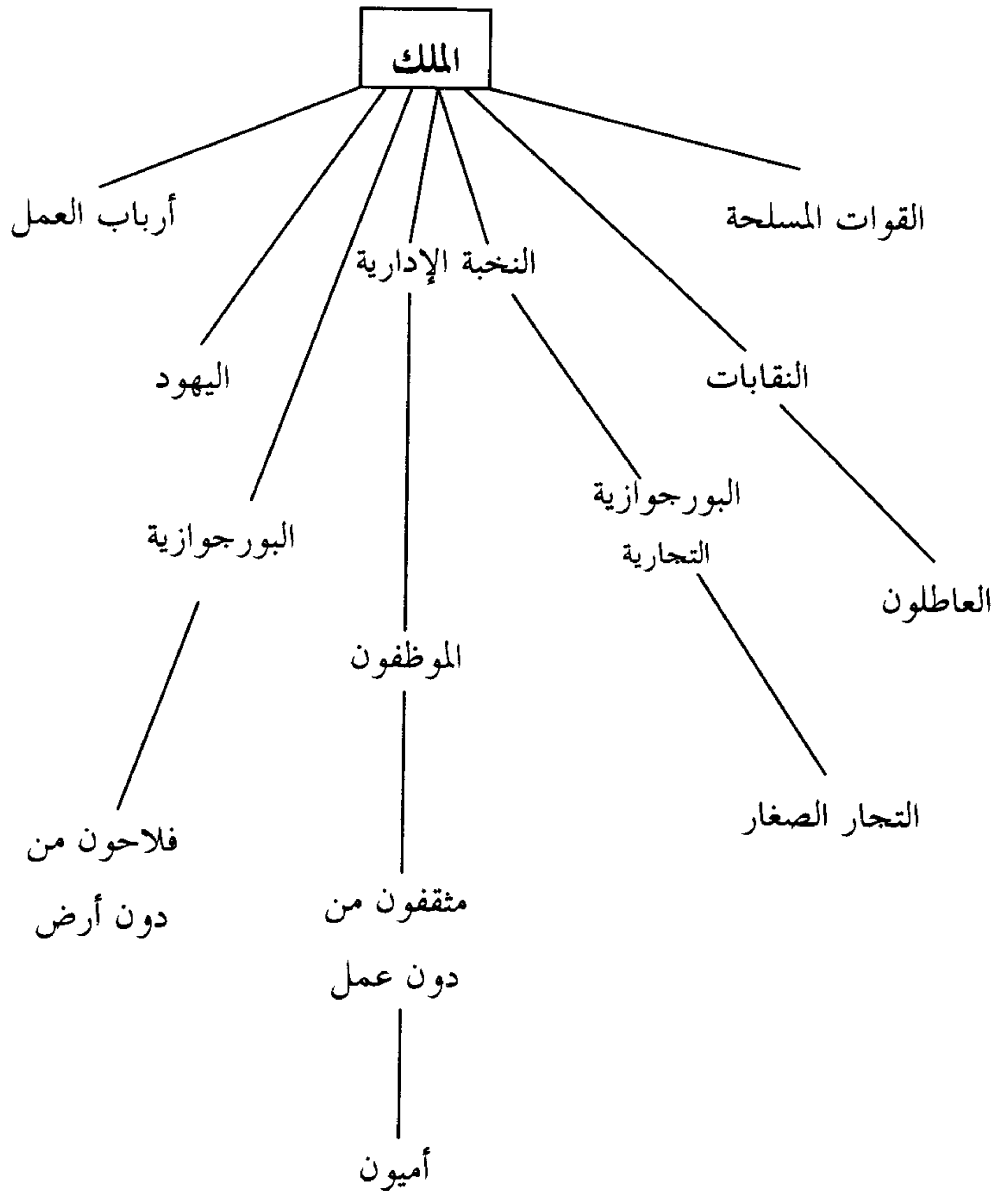 الملك
القوات المسلحة
أرباب العمل
النخبة الإدارية
النقابات
اليهود
البورجوازية
التجارية
البورجوازية
العاطلون
الموظفون
التجار الصغار
فلاحون من
دون أرض
مثقفون من
دون عمل
أميون